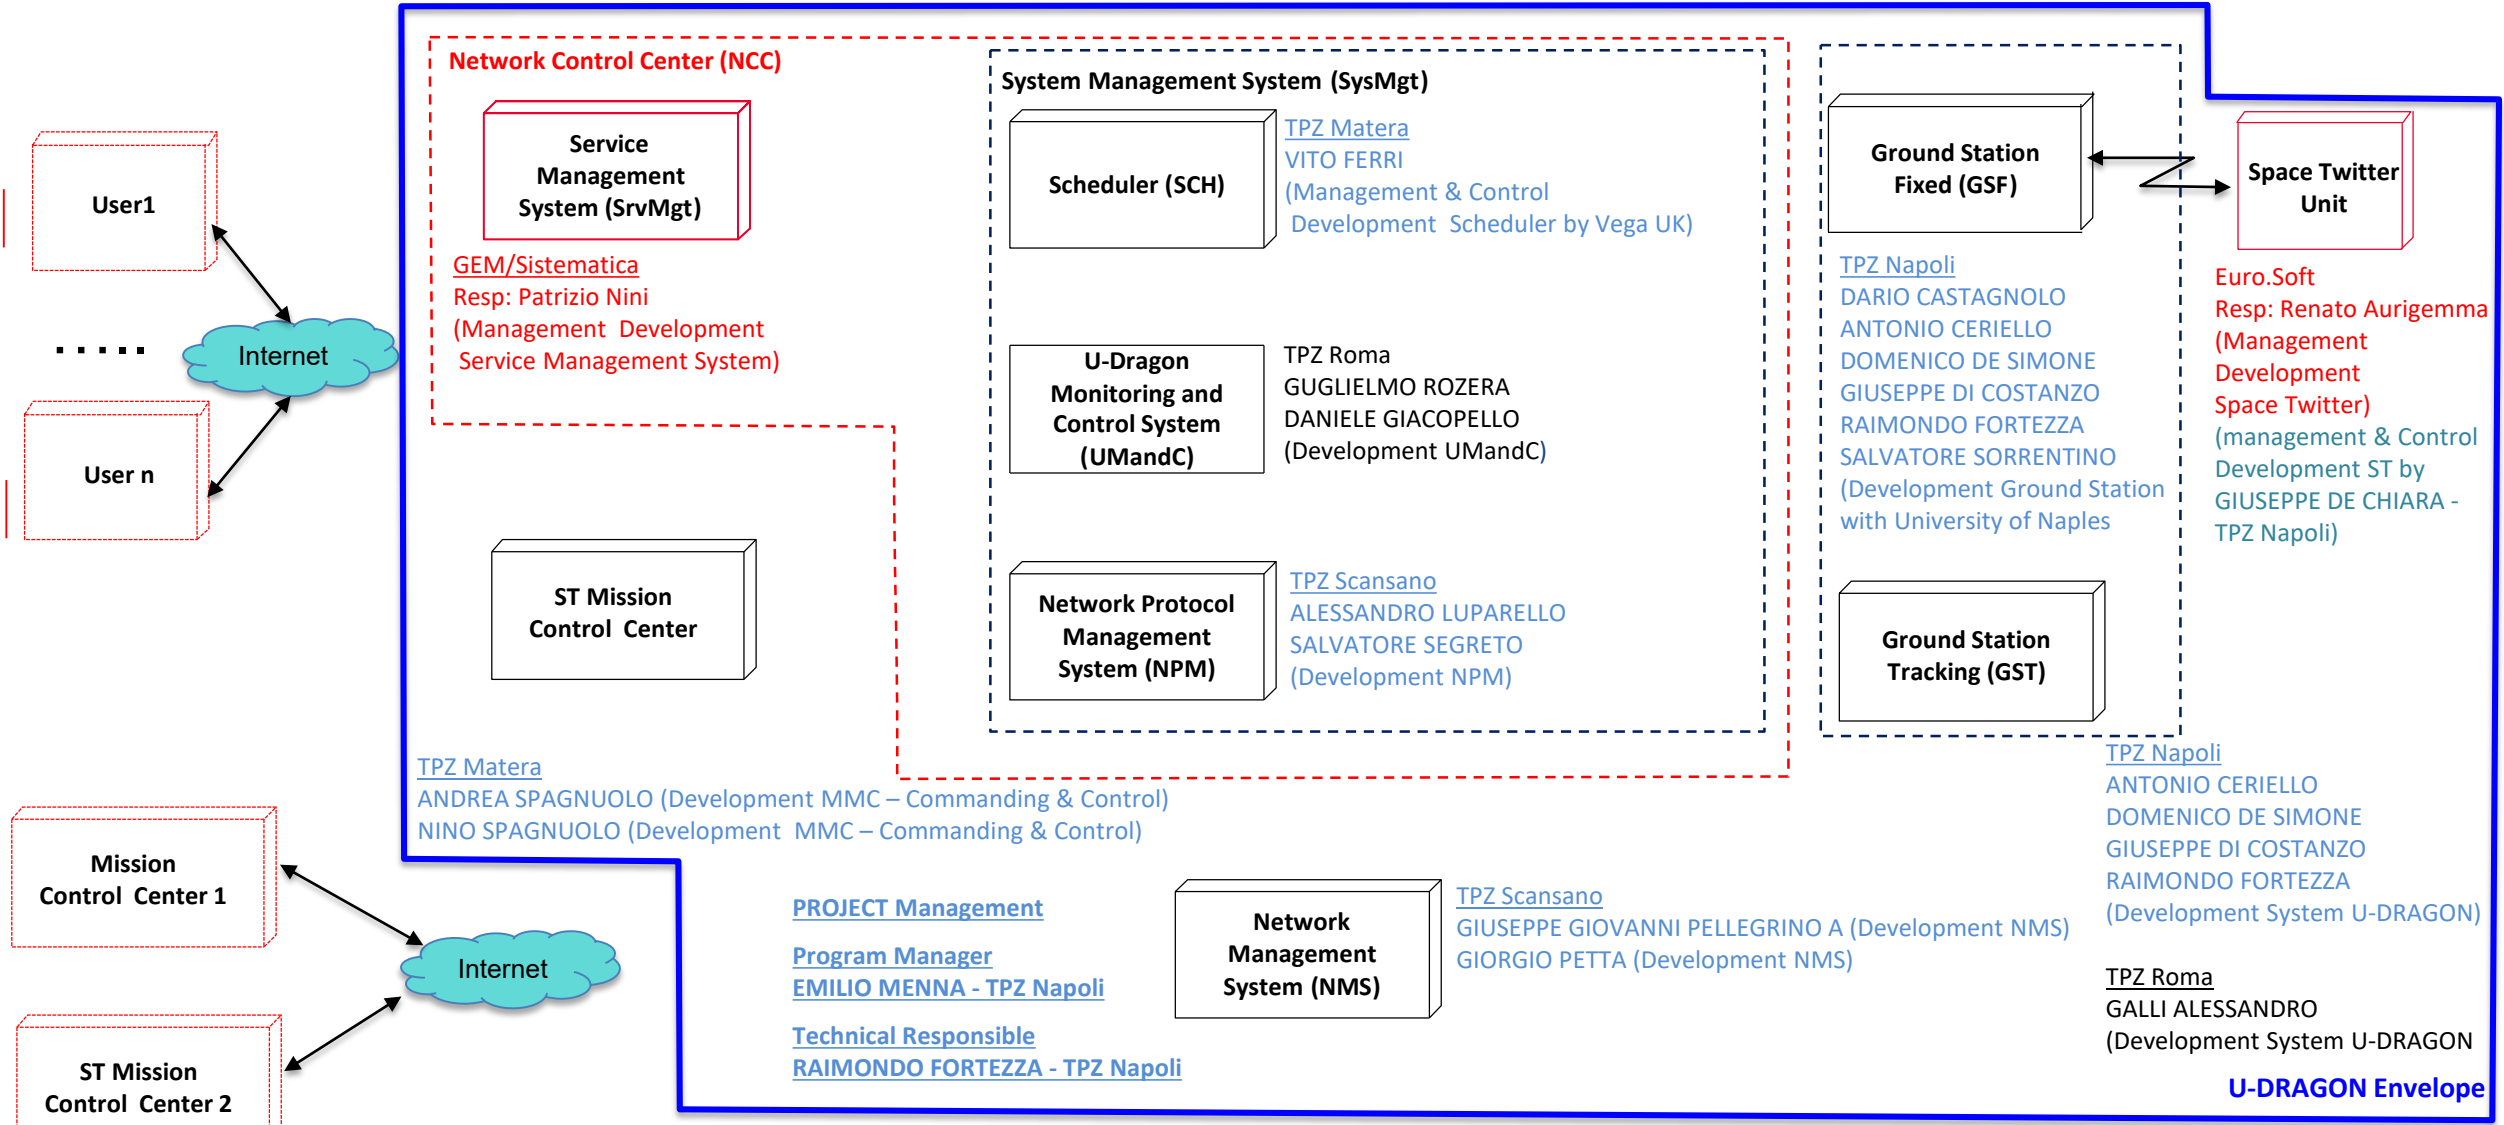 Network Control Center (NCC)
System Management System (SysMgt)
Service
Management
System (SrvMgt)
GEM/Sistematica
Resp: Patrizio Nini
(Management  Development
Service Management System)
Scheduler (SCH)
TPZ Matera
VITO FERRI
(Management & Control
Development  Scheduler by Vega UK)
U-Dragon
Monitoring and
Control System
(UMandC)
TPZ Roma
GUGLIELMO ROZERA
DANIELE GIACOPELLO
(Development UMandC)
Network Protocol
Management
System (NPM)
TPZ Scansano
ALESSANDRO LUPARELLO
SALVATORE SEGRETO
(Development NPM)
Ground Station
Fixed (GSF)
TPZ Napoli
DARIO CASTAGNOLO
ANTONIO CERIELLO
DOMENICO DE SIMONE
GIUSEPPE DI COSTANZO
RAIMONDO FORTEZZA
SALVATORE SORRENTINO
(Development Ground Station
with University of Naples
Space Twitter
Unit
Euro.Soft
Resp: Renato Aurigemma
(Management
Development
Space Twitter)
(management & Control
Development ST by
GIUSEPPE DE CHIARA -
TPZ Napoli)
Ground Station
Tracking (GST)
TPZ Napoli
ANTONIO CERIELLO
DOMENICO DE SIMONE
GIUSEPPE DI COSTANZO
RAIMONDO FORTEZZA
(Development System U-DRAGON)
TPZ Roma
GALLI ALESSANDRO
(Development System U-DRAGON
U-DRAGON Envelope
User1
.....
Internet
User n
ST Mission
Control  Center
TPZ Matera
ANDREA SPAGNUOLO (Development MMC – Commanding & Control)
NINO SPAGNUOLO (Development  MMC – Commanding & Control)
Mission
Control  Center 1
Internet
ST Mission
Control  Center 2
PROJECT Management
Program Manager
EMILIO MENNA - TPZ Napoli
Technical Responsible
RAIMONDO FORTEZZA - TPZ Napoli
Network
Management
System (NMS)
TPZ Scansano
GIUSEPPE GIOVANNI PELLEGRINO A (Development NMS)
GIORGIO PETTA (Development NMS)